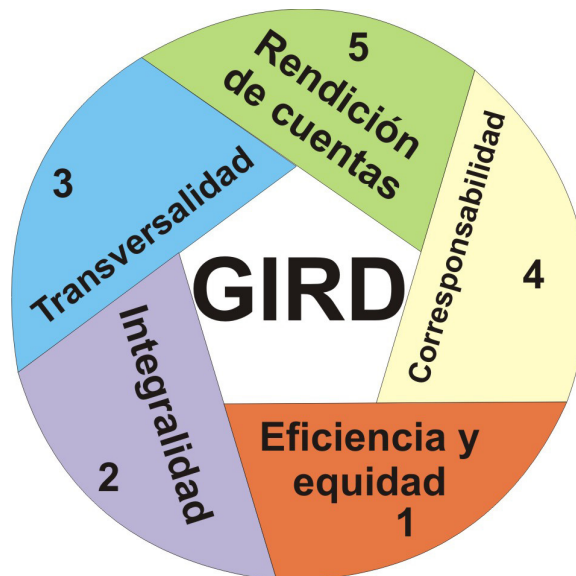 5
Rendición
de cuentas
3
Transversalidad
GIRD
Corresponsabilidad
4
Integralidad
2
Eficiencia y
equidad
1